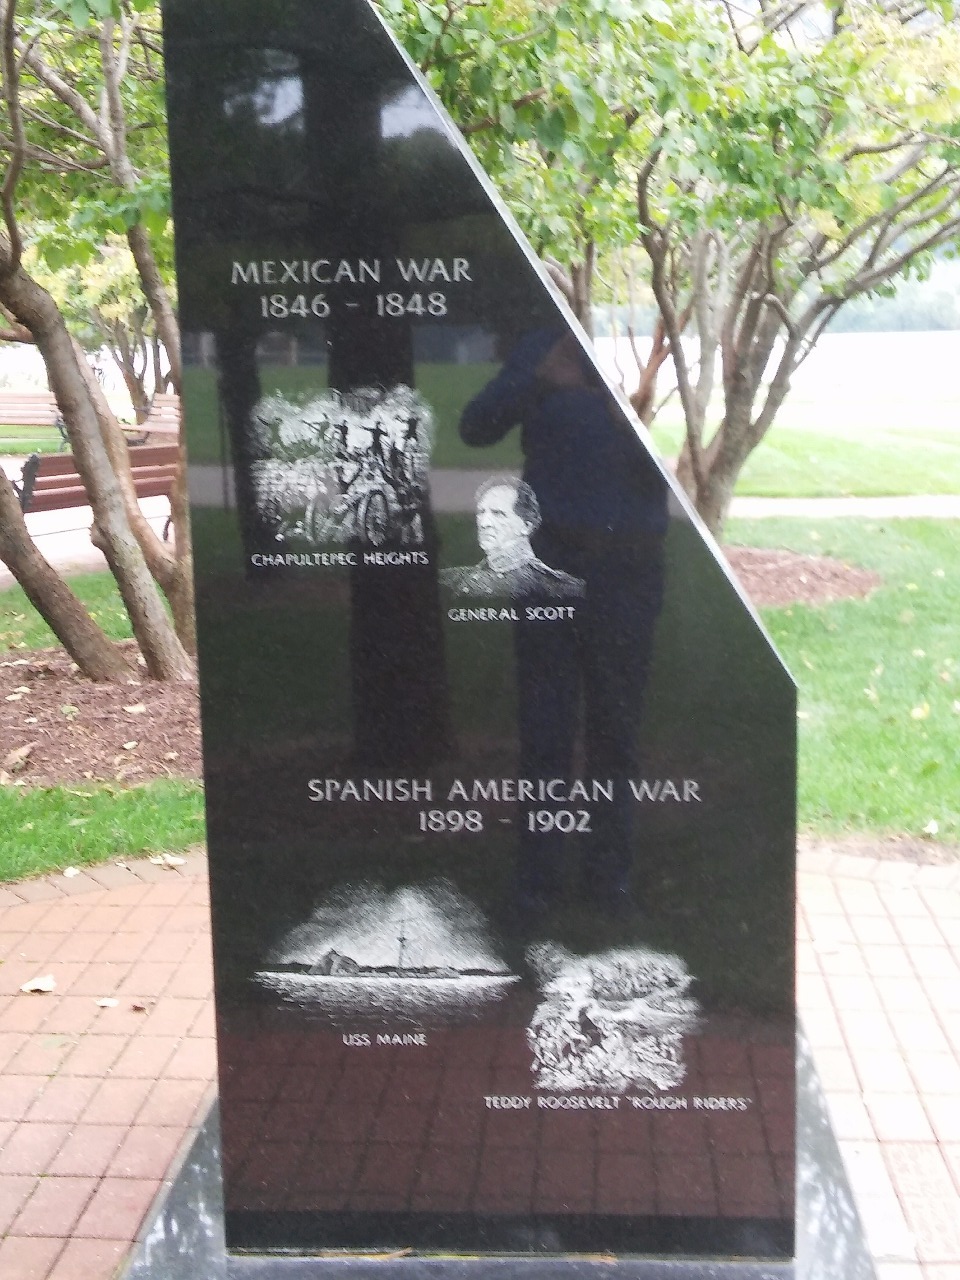 MEXICAN WAR
1846 - 1848
CHAPULTEPEC HEIGHTS
GENERAL SCOTT
SPANISH AMERICAN WAR
1898 - 1902
USS MAINE
TEDDY ROOSEVELT "ROUGH RIDERS"